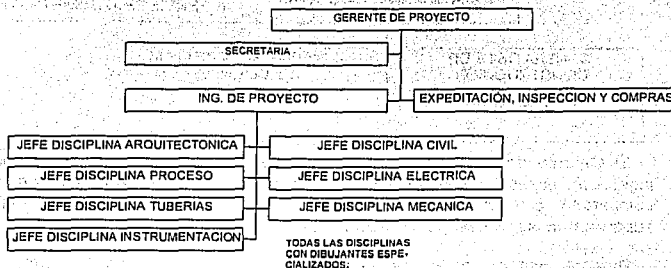 GERENTE DE PROYECTO
SECRETARIA
ING. DE PROYECTO
EXPEDITACIÓN, INSPECCION Y COMPRAS
JEFE DISCIPLINA ARQUITECTONICA
JEFE DISCIPLINA CIVIL
JEFE DISCIPLINA PROCESO
JEFE DISCIPLINA ELECTRICA
JEFE DISCIPLINA TUBERIAS
JEFE DISCIPLINA MECANICA
JEFE DISCIPLINA INSTRUMENTACION
TODAS LAS DISCIPLINAS
CON DIBUJANTES ESPE-
CIALIZADOS.